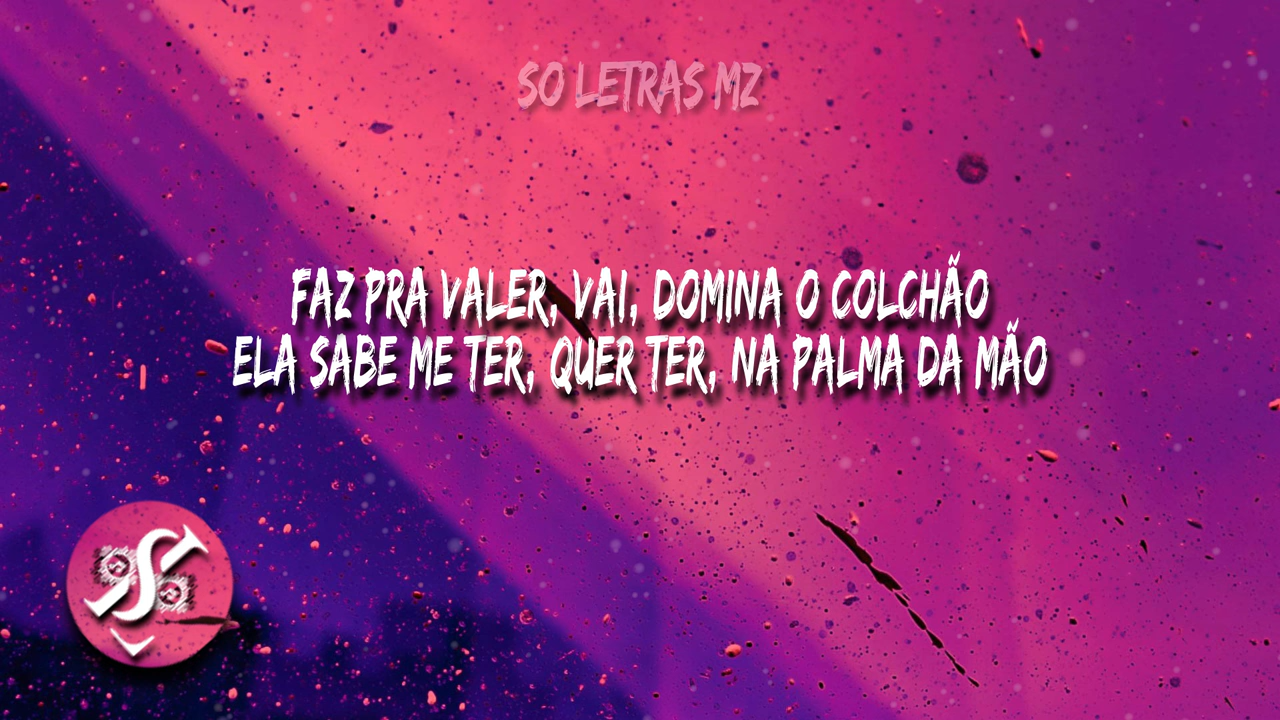 SO LETRAS MZ
FAZ PRA VALER, VAI, DOMINA O COLCHÃO
ELA SABE ME TER, QUER TER, NA PALMA DA MÃO